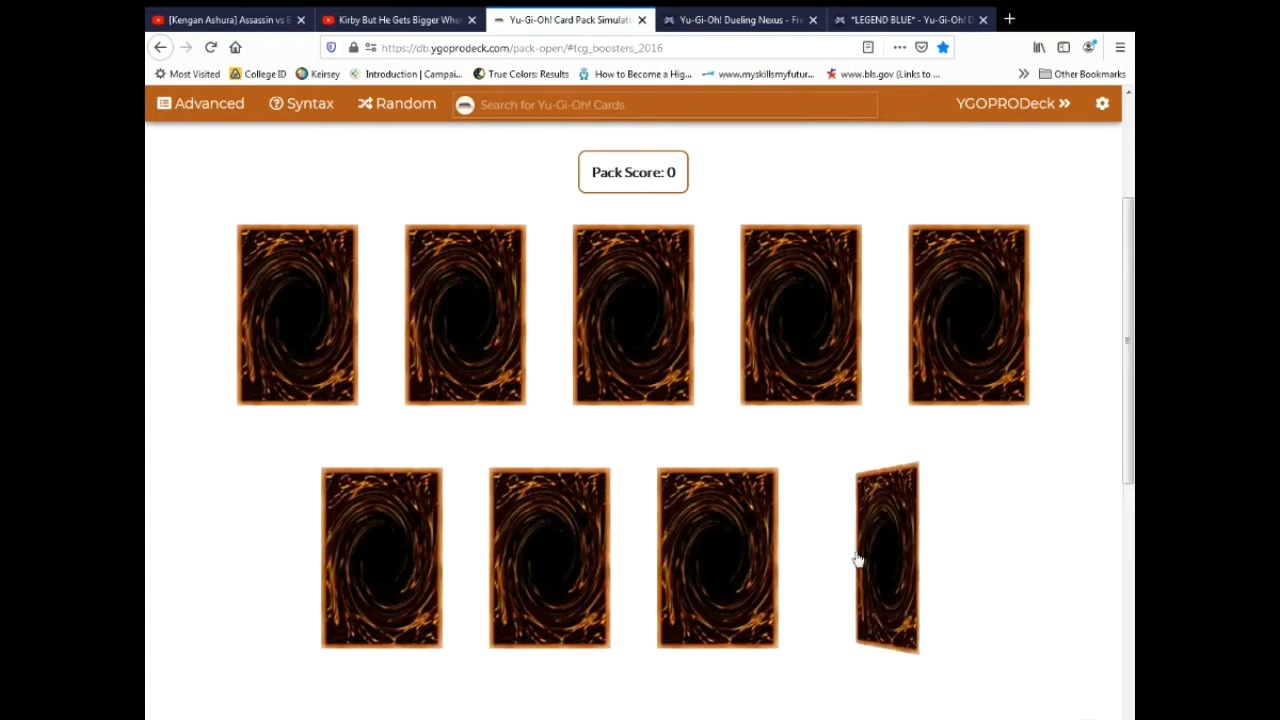 [Kengan Ashura] Assassin vs B
Kirby But He Gets Bigger Whe
Yu-Gi-Oh! Card Pack Simulato
Yu-Gi-Oh! Dueling Nexus - Fre
*LEGEND BLUE* - Yu-Gi-Oh! D
https://db.ygoprodeck.com/pack-open/#tcg_boosters_2016
Most Visited
College ID
Keirsey
Introduction | Campai...
True Colors: Results
How to Become a Hig...
www.myskillsmyfutur...
www.bls.gov (Links to ...
Other Bookmarks
Advanced
Syntax
Random
Search for Yu-Gi-Oh! Cards
YGOPRODeck
Pack Score: 0